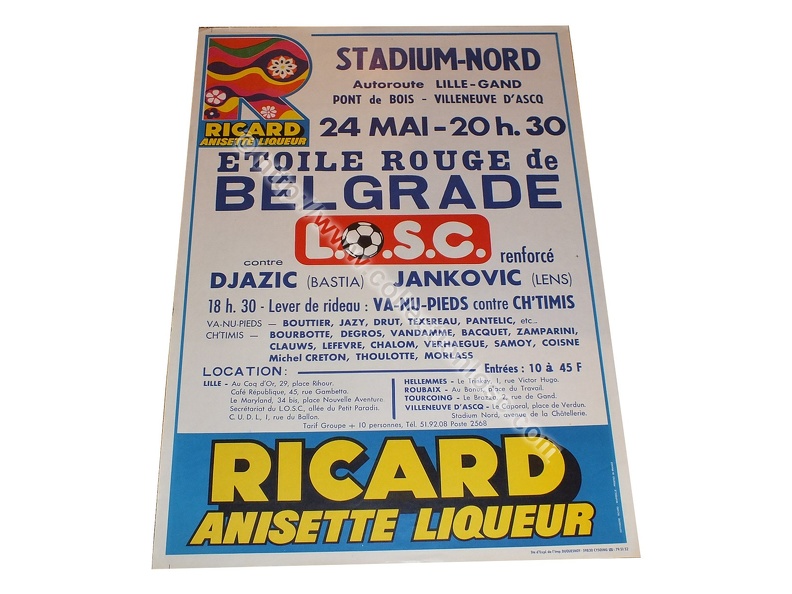 STADIUM-NORD
Autoroute LILLE-GAND
PONT de BOIS - VILLENEUVE D'ASCQ
RICARD
ANISETTE LIQUEUR
24 MAI - 20 h. 30
ETOILE ROUGE de
BELGRADE
L.O.S.C.
contre
renforcé
DJAZIC (BASTIA) JANKOVIC (LENS)
18 h. 30 - Lever de rideau : VA-NU-PIEDS contre CH'TIMIS
VA-NU-PIEDS — BOUTTIER, JAZY, DRUT, TEXEREAU, PANTELIC, etc...
CH'TIMIS — BOURBOTTE, DEGROS, VANDAMME, BACQUET, ZAMPARINI,
CLAUWS, LEFEVRE, CHALOM, VERHAEGUE, SAMOY, COISNE
Michel CRETON, THOULOTTE, MORLASS
LOCATION :
Entrées : 10 à 45 F
LILLE - Au Coq d'Or, 29, place Rihour.
Café République, 45, rue Gambetta.
Le Maryland, 34 bis, place Nouvelle Aventure.
Secrétariat du L.O.S.C., allée du Petit Paradis.
C.U.D.L., 1, rue du Ballon.
HELLEMMES - Le 1, rue Victor Hugo.
ROUBAIX - Au place du Travail.
TOURCOING - Le 2, rue de Gand.
VILLENEUVE D'ASCQ - Le Caporal, place de Verdun.
Stadium Nord, avenue de la Châtellerie.
Tarif Groupe + 10 personnes, Tél. 51.92.08 Poste 2568
RICARD
ANISETTE LIQUEUR